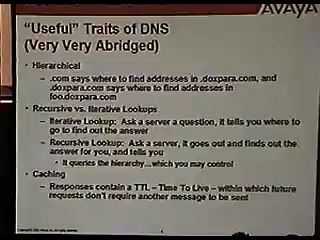 AVAYA
“Useful” Traits of DNS
(Very Very Abridged)
• Hierarchical
– .com says where to find addresses in .doxpara.com, and
.doxpara.com says where to find addresses in
foo.doxpara.com
• Recursive vs. Iterative Lookups
– Iterative Lookup: Ask a server a question, it tells you where to
go to find out the answer
– Recursive Lookup: Ask a server, it goes out and finds out the
answer for you, and tells you
• It queries the hierarchy...which you may control
• Caching
– Responses contain a TTL – Time To Live – within which future
requests don't require another message to be sent